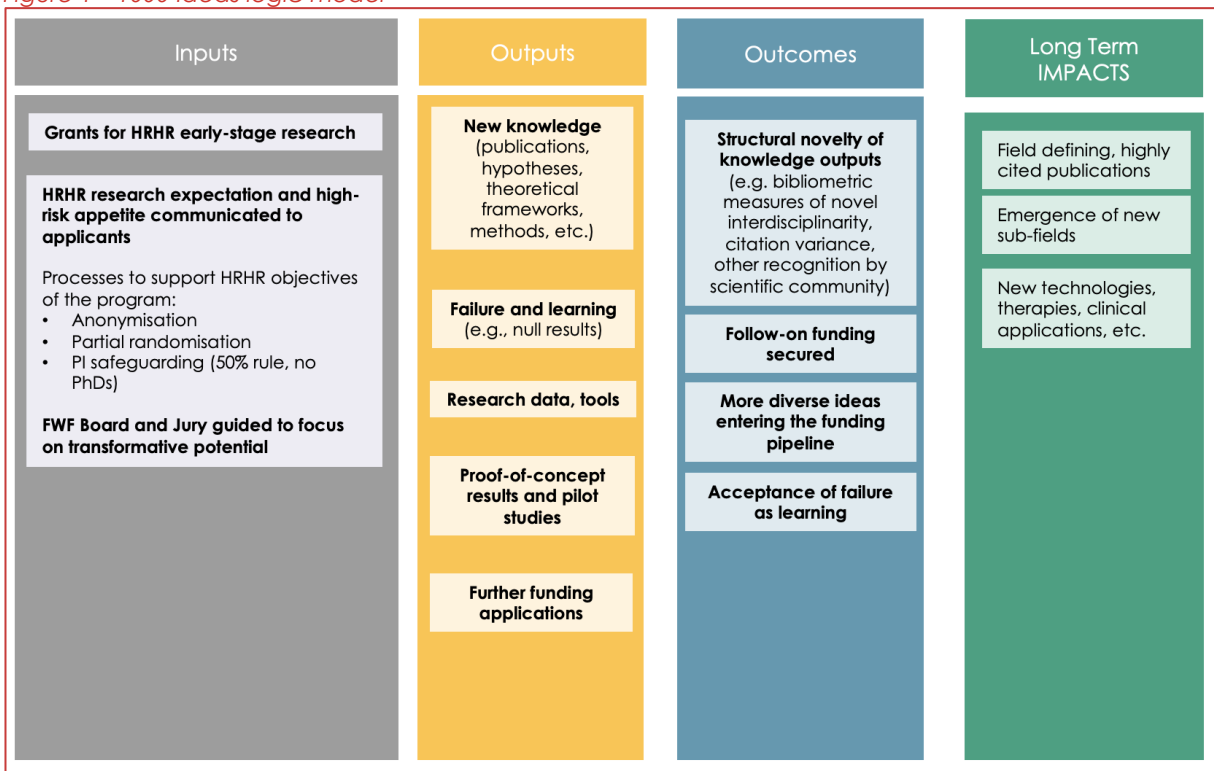 Figure 1 – 1000 Ideas logic model
Inputs
Grants for HRHR early-stage research
HRHR research expectation and high-
risk appetite communicated to
applicants
Processes to support HRHR objectives
of the program:
• Anonymisation
• Partial randomisation
• PI safeguarding (50% rule, no
PhDs)
FWF Board and Jury guided to focus
on transformative potential
Outputs
New knowledge
(publications,
hypotheses,
theoretical
frameworks,
methods, etc.)
Failure and learning
(e.g., null results)
Research data, tools
Proof-of-concept
results and pilot
studies
Further funding
applications
Outcomes
Structural novelty of
knowledge outputs
(e.g. bibliometric
measures of novel
interdisciplinarity,
citation variance,
other recognition by
scientific community)
Follow-on funding
secured
More diverse ideas
entering the funding
pipeline
Acceptance of failure
as learning
Long Term
IMPACTS
Field defining, highly
cited publications
Emergence of new
sub-fields
New technologies,
therapies, clinical
applications, etc.